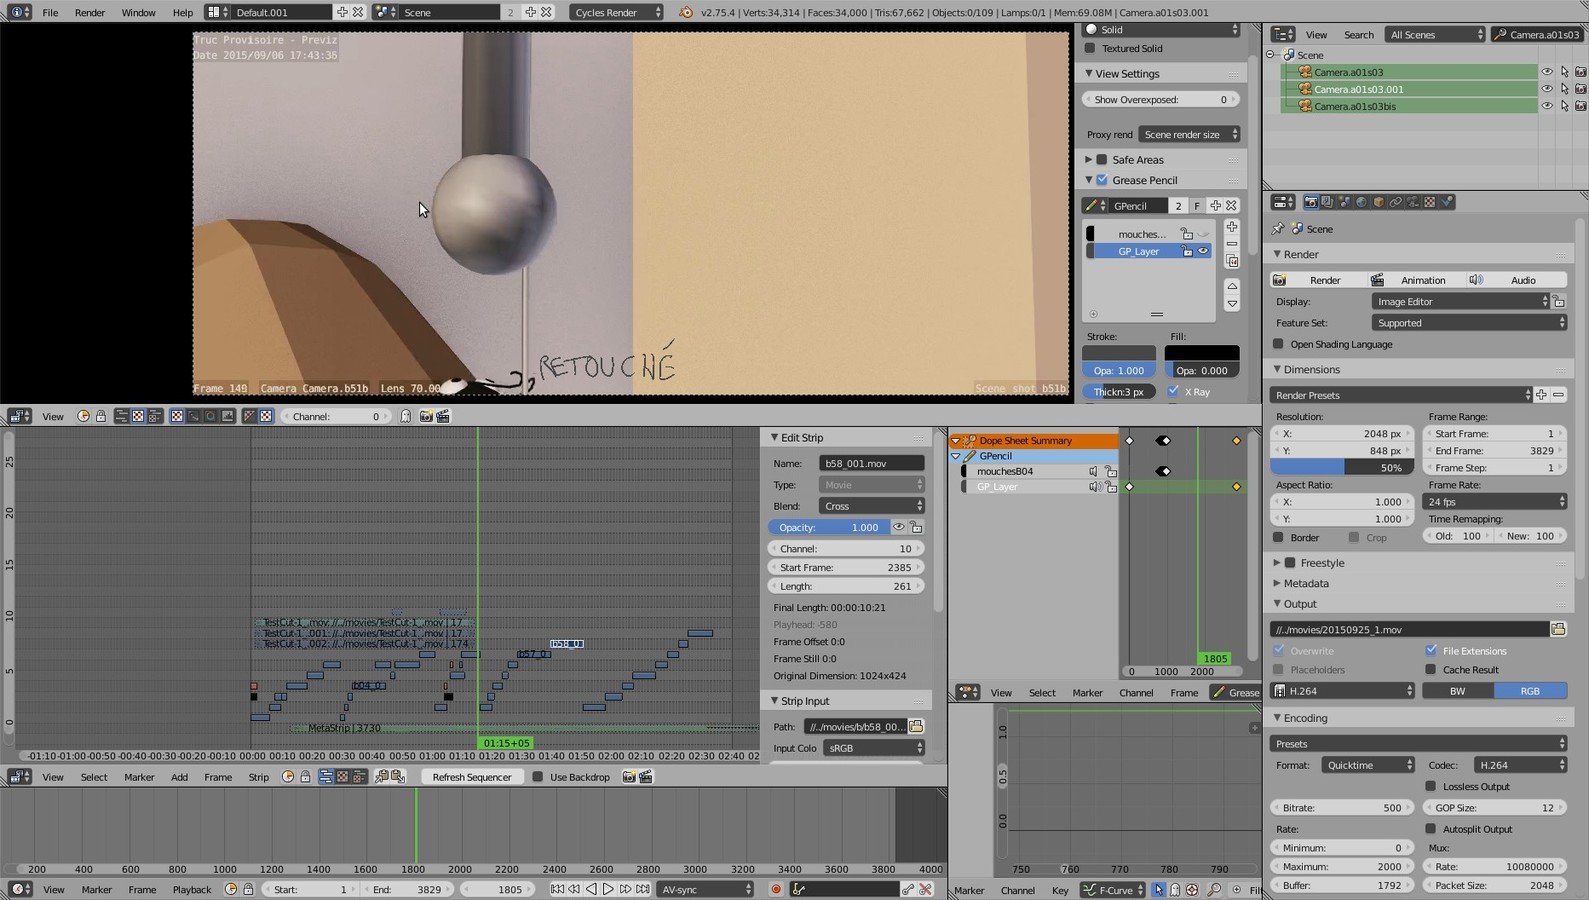 File Render Window Help Default.001 Scene 2 Cycles Render v2.75.4 | Verts:34,314 | Faces:34,000 | Tris:67,662 | Objects:0/109 | Lamps:0/1 | Mem:69.08M | Camera.a01s03.001
Truc Provisoire - Previz
Date 2015/09/06 17:43:36
RETOUCHÉ
Frame 149 Camera Camera.b51b Lens 70.00
Scene shot_b51b
Solid
Textured Solid
View Settings
Show Overexposed: 0
Proxy rend Scene render size
Safe Areas
Grease Pencil
GPencil 2 F
mouches...
GP_Layer
Stroke: Fill:
Opa: 1.000 Opa: 0.000
Thickn:3 px X Ray
View Search All Scenes Camera.a01s03
Scene
Camera.a01s03
Camera.a01s03.001
Camera.a01s03bis
Scene
Render
Render Animation Audio
Display: Image Editor
Feature Set: Supported
Open Shading Language
Dimensions
Render Presets
Resolution: Frame Range:
X: 2048 px Start Frame: 1
Y: 848 px End Frame: 3829
50% Frame Step: 1
Aspect Ratio: Frame Rate:
X: 1.000 24 fps
Y: 1.000 Time Remapping:
Border Crop Old: 100 New: 100
Freestyle
Metadata
Output
//../movies/20150925_1.mov
Overwrite File Extensions
Placeholders Cache Result
H.264 BW RGB
Encoding
Presets
Format: Quicktime Codec: H.264
Lossless Output
Bitrate: 500 GOP Size: 12
Rate: Autosplit Output
Minimum: 0 Mux:
Maximum: 2000 Rate: 10080000
Buffer: 1792 Packet Size: 2048
View Channel: 0
25
20
15
10
5
0
TestCut-1_.mov: //../movies/TestCut-1_.mov | 17
TestCut-1_.001: //../movies/TestCut-1_.mov | 17
TestCut-1_.002: //../movies/TestCut-1_.mov | 174
b58_0
b57_0
b04_0
MetaStrip | 3730
01:15+05
-01:10 -01:00 -00:50 -00:40 -00:30 -00:20 -00:10 00:00 00:10 00:20 00:30 00:40 00:50 01:00 01:10 01:20 01:30 01:40 01:50 02:00 02:10 02:20 02:30 02:40 02
Edit Strip
Name: b58_001.mov
Type: Movie
Blend: Cross
Opacity: 1.000
Channel: 10
Start Frame: 2385
Length: 261
Final Length: 00:00:10:21
Playhead: -580
Frame Offset 0:0
Frame Still 0:0
Original Dimension: 1024x424
Strip Input
Path: //../movies/b/b58_00...
Input Colo sRGB
Dope Sheet Summary
GPencil
mouchesB04
GP_Layer
1805
0 1000 2000
View Select Marker Channel Frame Grease
1.0
0.5
0.0
750 760 770 780 790
Marker Channel Key F-Curve Filt
View Select Marker Add Frame Strip Refresh Sequencer Use Backdrop
200 400 600 800 1000 1200 1400 1600 1800 2000 2200 2400 2600 2800 3000 3200 3400 3600 3800 4000
View Marker Frame Playback Start: 1 End: 3829 1805 AV-sync